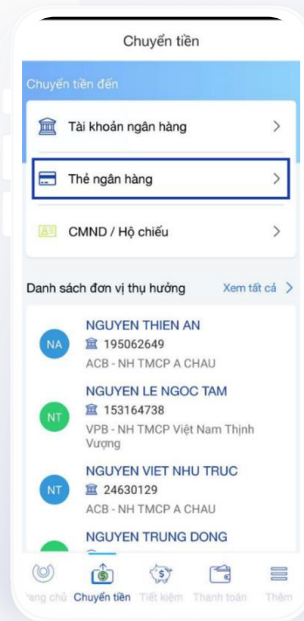 Chuyển tiền
Chuyển tiền đến
Tài khoản ngân hàng
Thẻ ngân hàng
CMND / Hộ chiếu
Danh sách đơn vị thụ hưởng Xem tất cả
NA
NGUYEN THIEN AN
195062649
ACB - NH TMCP A CHAU
NT
NGUYEN LE NGOC TAM
153164738
VPB - NH TMCP Việt Nam Thịnh
Vượng
NT
NGUYEN VIET NHU TRUC
24630129
ACB - NH TMCP A CHAU
NGUYEN TRUNG DONG
rang chủ Chuyển tiền Tiết kiệm Thanh toán Thêm